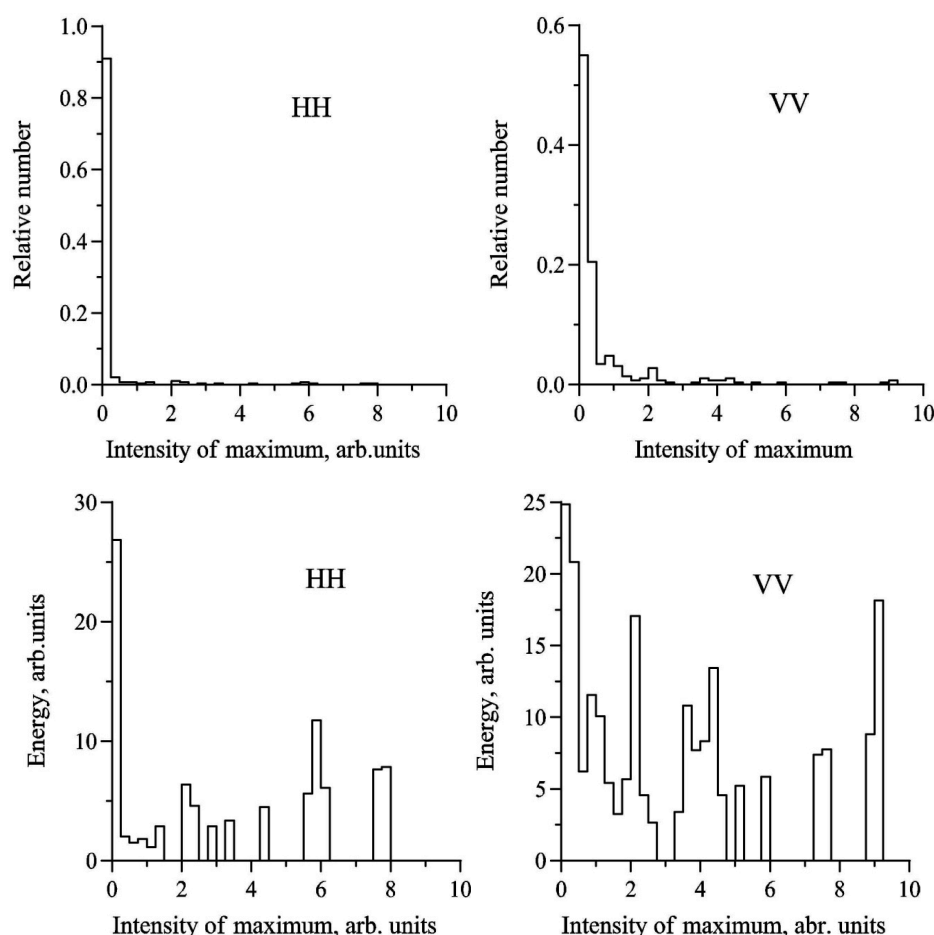 1.0
0.8
0.6
0.4
0.2
0.0
Relative number
HH
0 2 4 6 8 10
Intensity of maximum, arb.units
0.6
0.4
0.2
0.0
Relative number
VV
0 2 4 6 8 10
Intensity of maximum
30
20
10
0
Energy, arb.units
HH
0 2 4 6 8 10
Intensity of maximum, arb. units
25
20
15
10
5
0
Energy, arb. units
VV
0 2 4 6 8 10
Intensity of maximum, abr. units